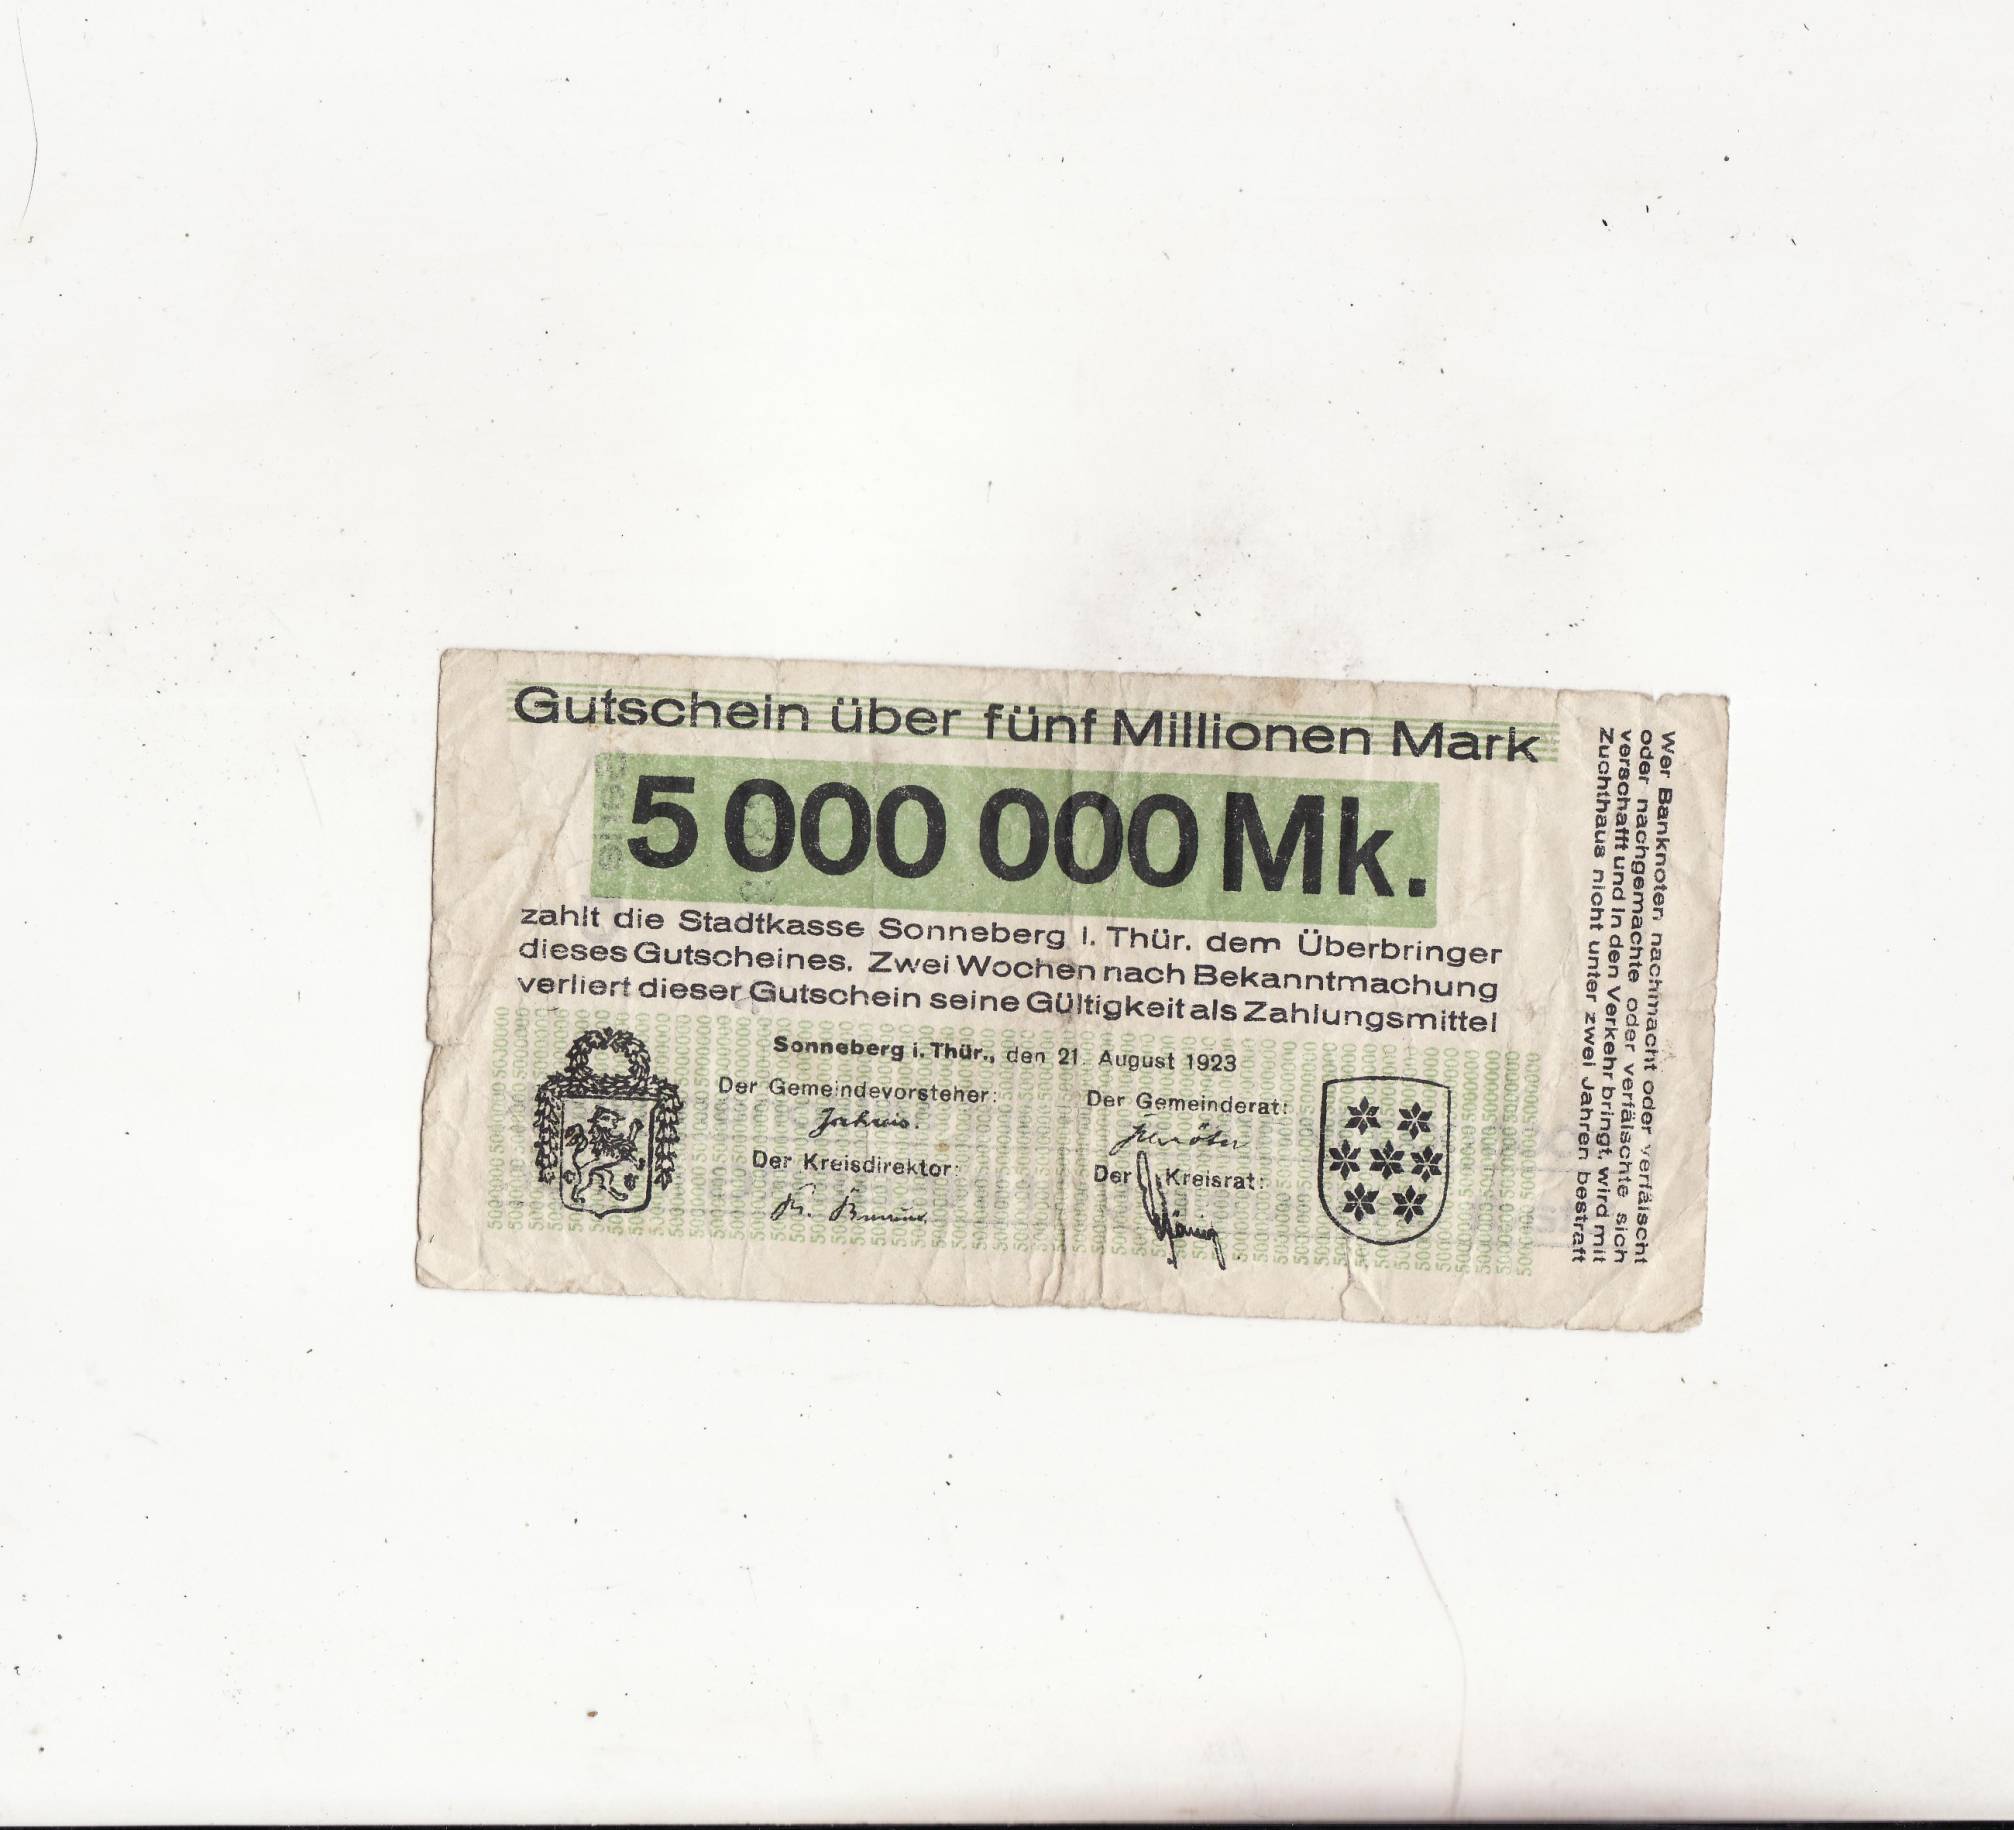 Gutschein über fünf Millionen Mark
5 000 000 Mk.
zahlt die Stadtkasse Sonneberg i. Thür. dem Überbringer
dieses Gutscheines. Zwei Wochen nach Bekanntmachung
verliert dieser Gutschein seine Gültigkeit als Zahlungsmittel
Sonneberg i. Thür., den 21. August 1923
Der Gemeindevorsteher:
Der Gemeinderat:
Der Kreisdirektor:
Der Kreisrat:
Wer Banknoten nachmacht oder verfälscht
oder nachgemachte oder verfälschte sich
verschafft und in den Verkehr bringt, wird mit
Zuchthaus nicht unter zwei Jahren bestraft